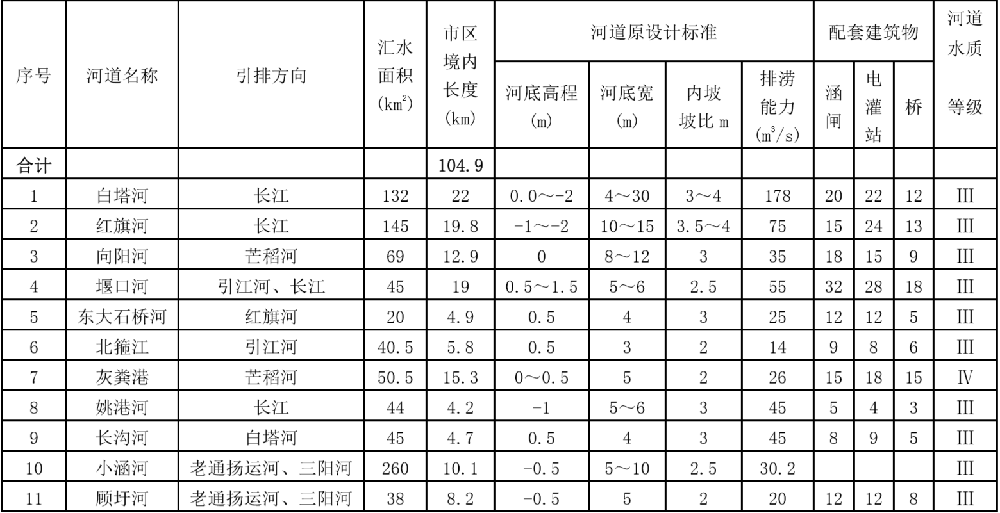 序号 河道名称 引排方向 汇水面积(km²) 市区境内长度(km) 河道原设计标准 配套建筑物 河道水质等级
河底高程(m) 河底宽(m) 内坡坡比 m 排涝能力(m³/s) 涵闸 电灌站 桥
合计 104.9
1 白塔河 长江 132 22 0.0～-2 4～30 3～4 178 20 22 12 Ⅲ
2 红旗河 长江 145 19.8 -1～-2 10～15 3.5～4 75 15 24 13 Ⅲ
3 向阳河 芒稻河 69 12.9 0 8～12 3 35 18 15 9 Ⅲ
4 堰口河 引江河、长江 45 19 0.5～1.5 5～6 2.5 55 32 28 18 Ⅲ
5 东大石桥河 红旗河 20 4.9 0.5 4 3 25 12 12 5 Ⅲ
6 北箍江 引江河 40.5 5.8 0.5 3 2 14 9 8 6 Ⅲ
7 灰粪港 芒稻河 50.5 15.3 0～0.5 5 2 26 15 18 15 Ⅳ
8 姚港河 长江 44 4.2 -1 5～6 3 45 5 4 3 Ⅲ
9 长沟河 白塔河 45 4.7 0.5 4 3 45 8 9 5 Ⅲ
10 小涵河 老通扬运河、三阳河 260 10.1 -0.5 5～10 2.5 30.2 Ⅲ
11 顾圩河 老通扬运河、三阳河 38 8.2 -0.5 5 2 20 12 12 8 Ⅲ